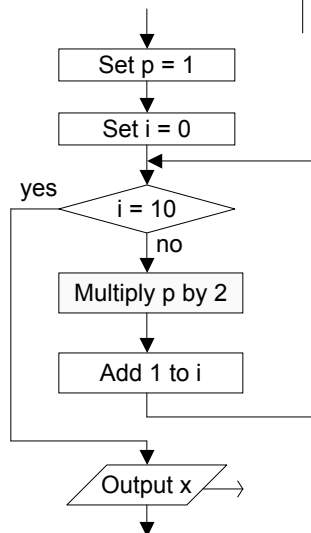 Set p = 1
Set i = 0
yes
i = 10
no
Multiply p by 2
Add 1 to i
Output x